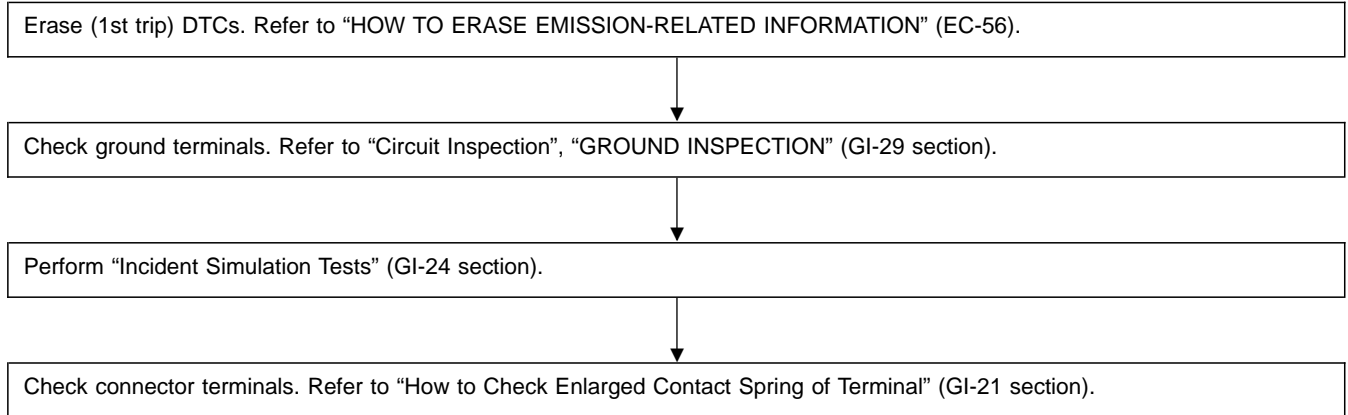 Erase (1st trip) DTCs. Refer to “HOW TO ERASE EMISSION-RELATED INFORMATION” (EC-56).
Check ground terminals. Refer to “Circuit Inspection”, “GROUND INSPECTION” (GI-29 section).
Perform “Incident Simulation Tests” (GI-24 section).
Check connector terminals. Refer to “How to Check Enlarged Contact Spring of Terminal” (GI-21 section).